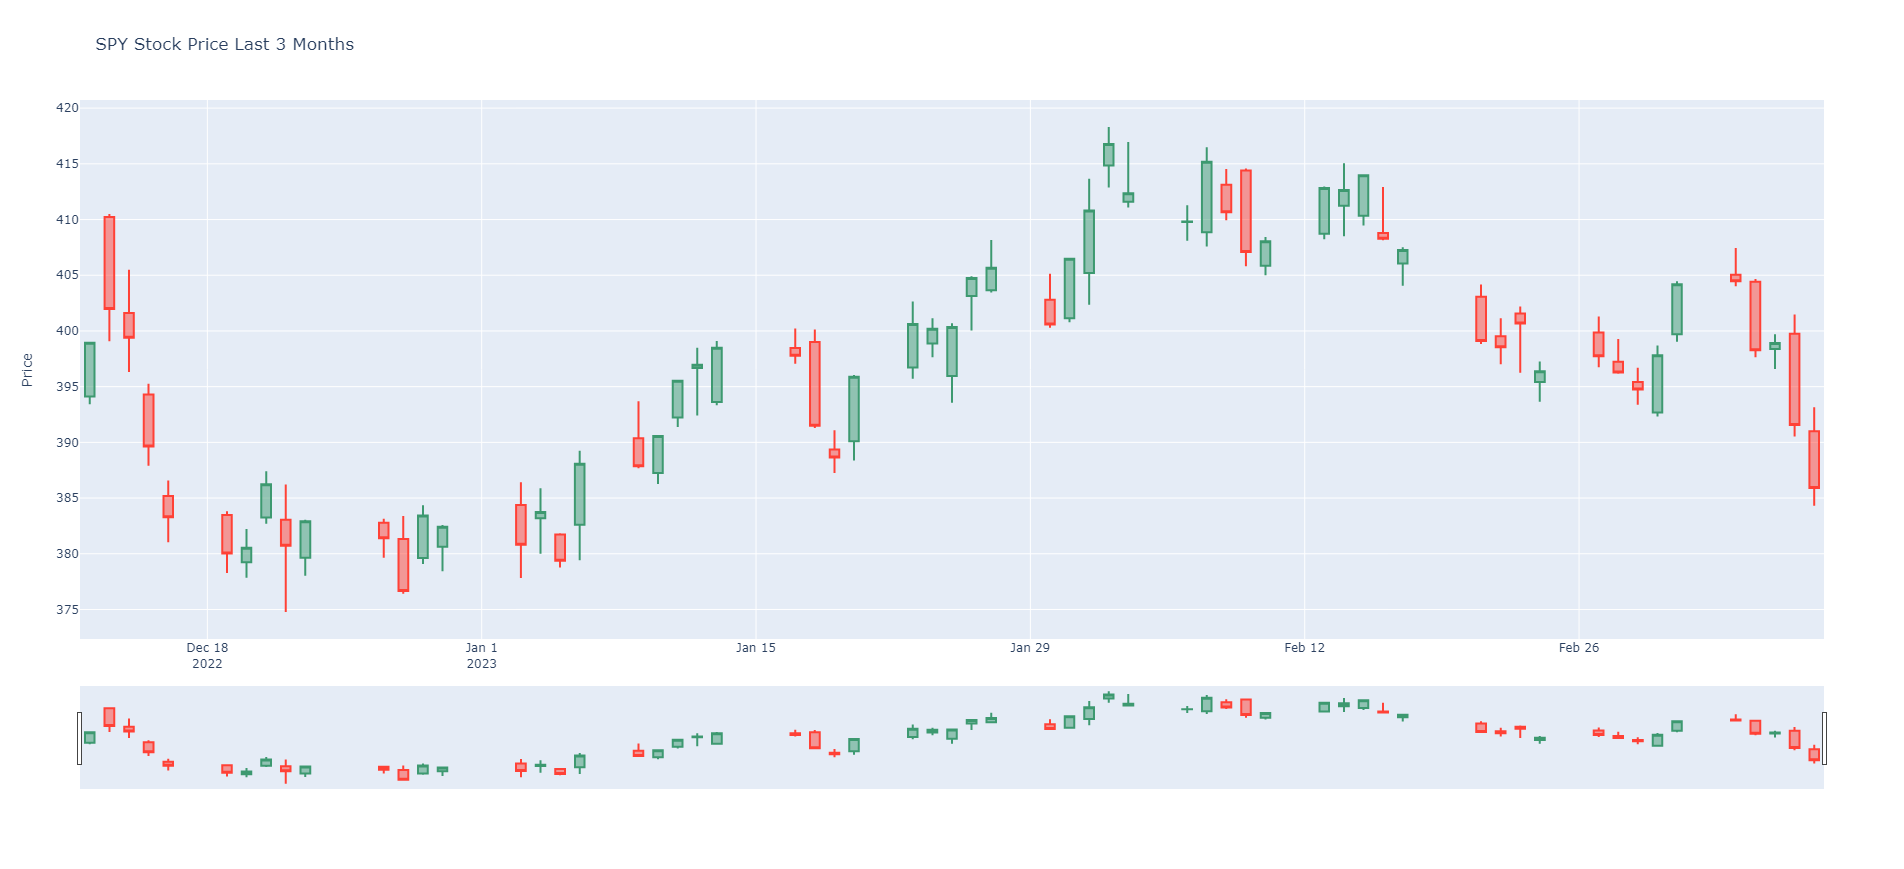 SPY Stock Price Last 3 Months
420
415
410
405
400
395
390
385
380
375
Price
Dec 18
2022
Jan 1
2023
Jan 15
Jan 29
Feb 12
Feb 26